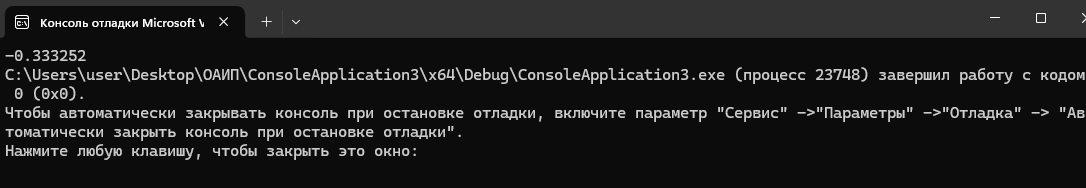 Консоль отладки Microsoft V
-0.333252
C:\Users\user\Desktop\ОАИП\ConsoleApplication3\x64\Debug\ConsoleApplication3.exe (процесс 23748) завершил работу с кодом
0 (0x0).
Чтобы автоматически закрывать консоль при остановке отладки, включите параметр "Сервис" ->"Параметры" ->"Отладка" -> "Ав
томатически закрыть консоль при остановке отладки".
Нажмите любую клавишу, чтобы закрыть это окно: